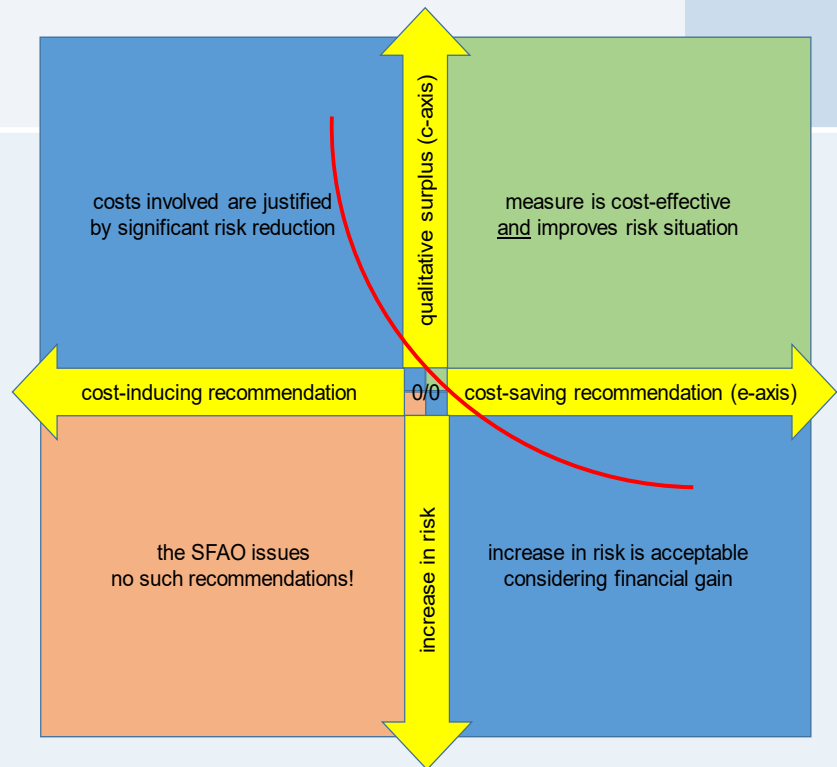 qualitative surplus (c-axis)
costs involved are justified
by significant risk reduction
measure is cost-effective
and improves risk situation
cost-inducing recommendation
0/0
cost-saving recommendation (e-axis)
the SFAO issues
no such recommendations!
increase in risk
increase in risk is acceptable
considering financial gain